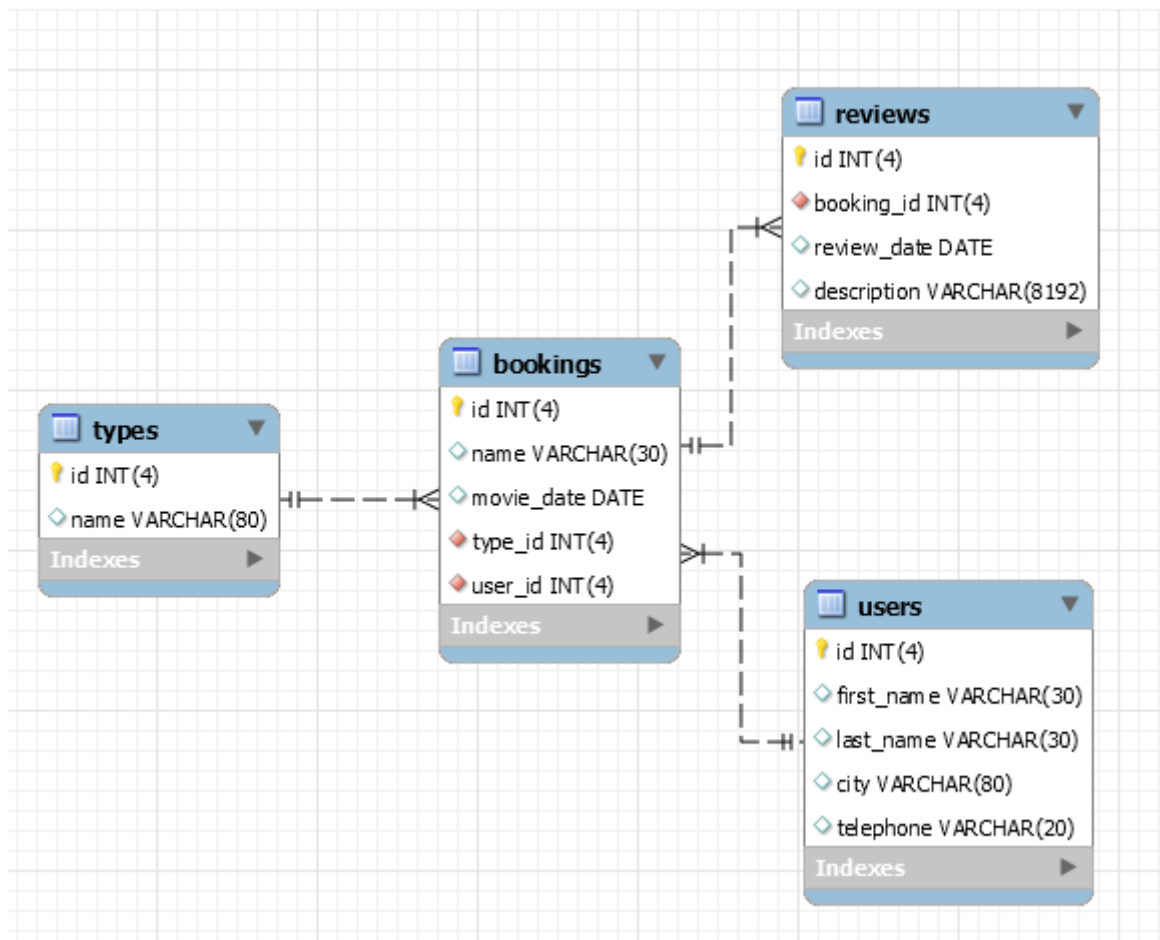 reviews
id INT(4)
booking_id INT(4)
review_date DATE
description VARCHAR(8192)
Indexes
bookings
id INT(4)
name VARCHAR(30)
movie_date DATE
type_id INT(4)
user_id INT(4)
Indexes
types
id INT(4)
name VARCHAR(80)
Indexes
users
id INT(4)
first_name VARCHAR(30)
last_name VARCHAR(30)
city VARCHAR(80)
telephone VARCHAR(20)
Indexes